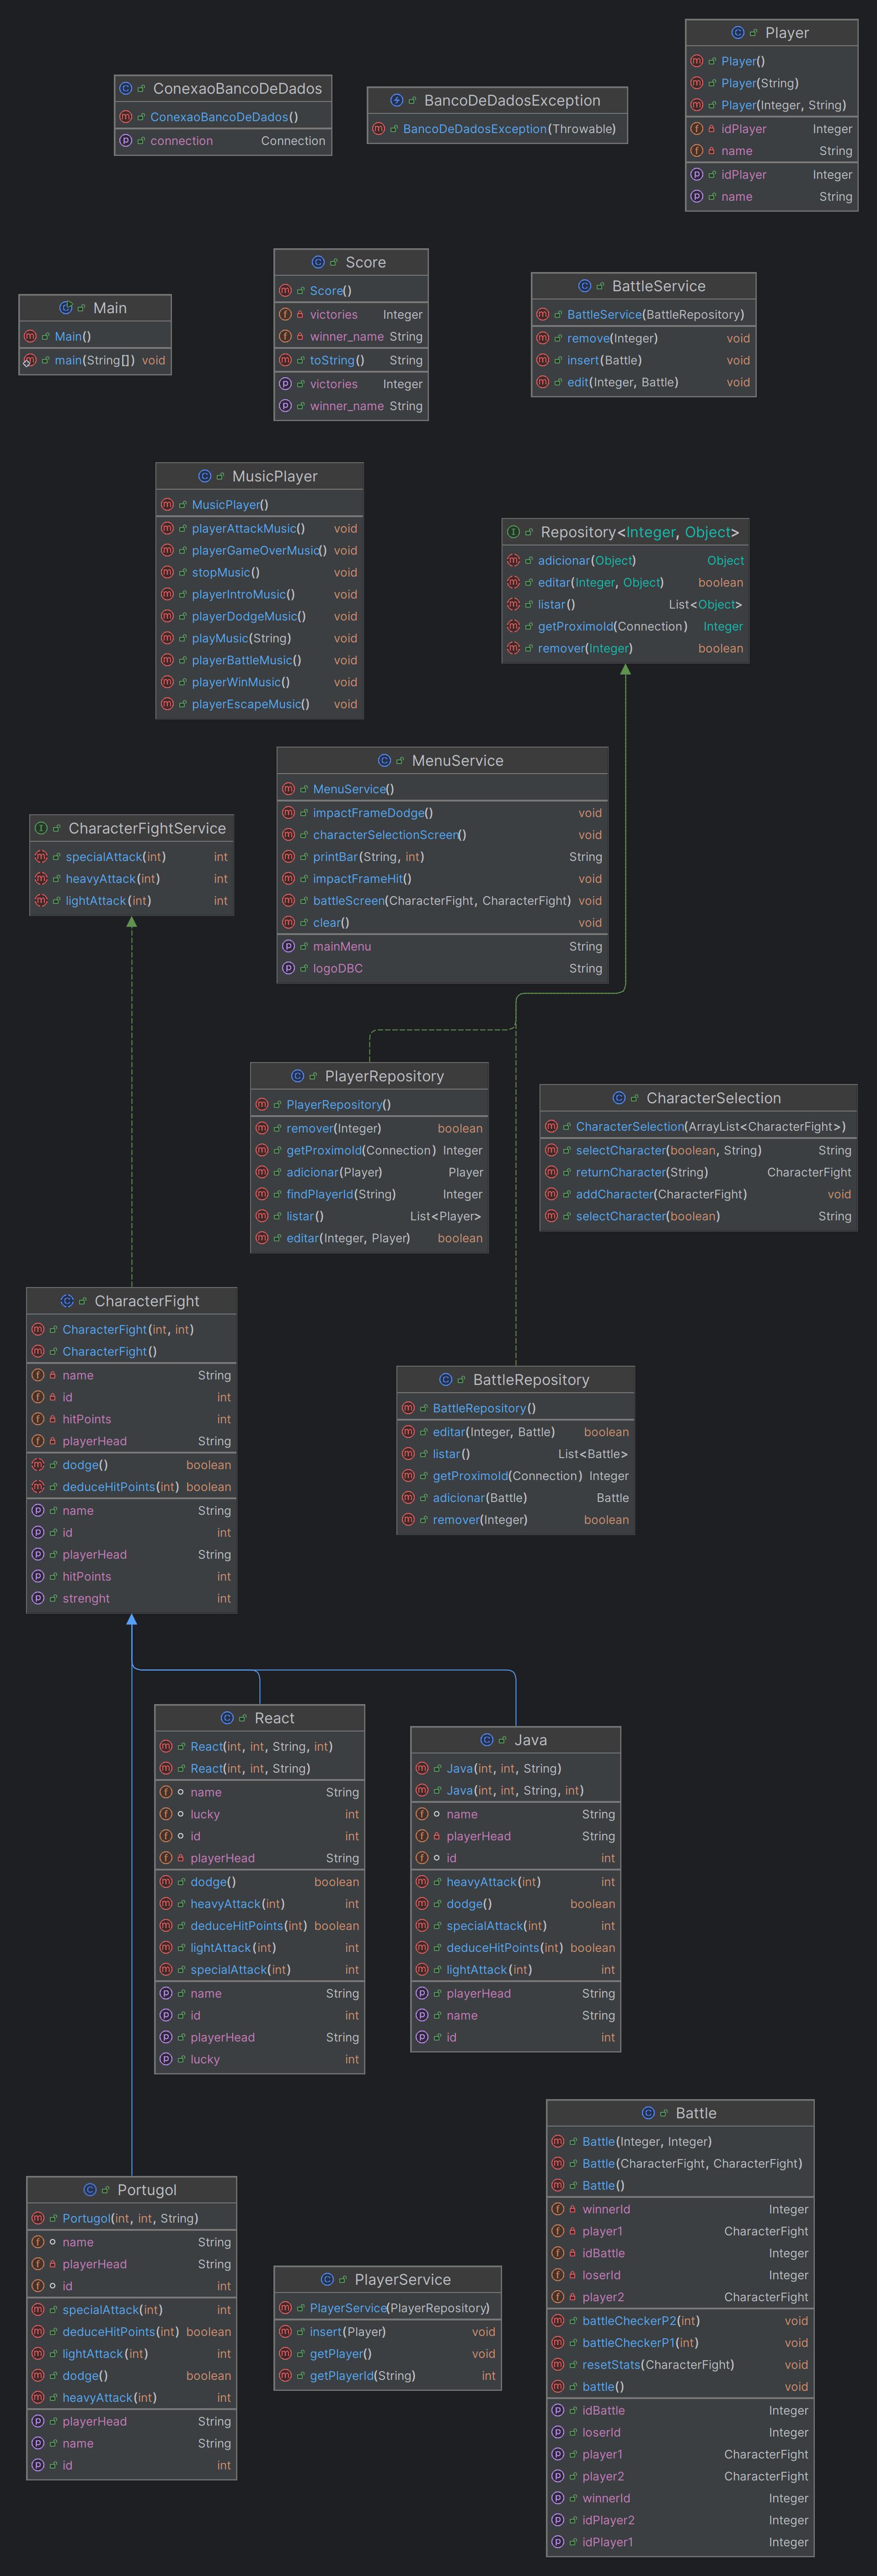 Player
Player()
Player(String)
Player(Integer, String)
idPlayer Integer
name String
idPlayer Integer
name String
ConexaoBancoDeDados
ConexaoBancoDeDados()
connection Connection
BancoDeDadosException
BancoDeDadosException(Throwable)
Score
Score()
victories Integer
winner_name String
toString() String
victories Integer
winner_name String
BattleService
BattleService(BattleRepository)
remove(Integer) void
insert(Battle) void
edit(Integer, Battle) void
Main
Main()
main(String[]) void
MusicPlayer
MusicPlayer()
playerAttackMusic() void
playerGameOverMusic() void
stopMusic() void
playerIntroMusic() void
playerDodgeMusic() void
playMusic(String) void
playerBattleMusic() void
playerWinMusic() void
playerEscapeMusic() void
Repository<Integer, Object>
adicionar(Object) Object
editar(Integer, Object) boolean
listar() List<Object>
getProximoId(Connection) Integer
remover(Integer) boolean
MenuService
MenuService()
impactFrameDodge() void
characterSelectionScreen() void
printBar(String, int) String
impactFrameHit() void
battleScreen(CharacterFight, CharacterFight) void
clear() void
mainMenu String
logoDBC String
CharacterFightService
specialAttack(int) int
heavyAttack(int) int
lightAttack(int) int
PlayerRepository
PlayerRepository()
remover(Integer) boolean
getProximoId(Connection) Integer
adicionar(Player) Player
findPlayerId(String) Integer
listar() List<Player>
editar(Integer, Player) boolean
CharacterSelection
CharacterSelection(ArrayList<CharacterFight>)
selectCharacter(boolean, String) String
returnCharacter(String) CharacterFight
addCharacter(CharacterFight) void
selectCharacter(boolean) String
CharacterFight
CharacterFight(int, int)
CharacterFight()
name String
id int
hitPoints int
playerHead String
dodge() boolean
deduceHitPoints(int) boolean
name String
id int
playerHead String
hitPoints int
strenght int
BattleRepository
BattleRepository()
editar(Integer, Battle) boolean
listar() List<Battle>
getProximoId(Connection) Integer
adicionar(Battle) Battle
remover(Integer) boolean
React
React(int, int, String, int)
React(int, int, String)
name String
lucky int
id int
playerHead String
dodge() boolean
heavyAttack(int) int
deduceHitPoints(int) boolean
lightAttack(int) int
specialAttack(int) int
name String
id int
playerHead String
lucky int
Java
Java(int, int, String)
Java(int, int, String, int)
name String
playerHead String
id int
heavyAttack(int) int
dodge() boolean
specialAttack(int) int
deduceHitPoints(int) boolean
lightAttack(int) int
playerHead String
name String
id int
Battle
Battle(Integer, Integer)
Battle(CharacterFight, CharacterFight)
Battle()
winnerId Integer
player1 CharacterFight
idBattle Integer
loserId Integer
player2 CharacterFight
battleCheckerP2(int) void
battleCheckerP1(int) void
resetStats(CharacterFight) void
battle() void
idBattle Integer
loserId Integer
player1 CharacterFight
player2 CharacterFight
winnerId Integer
idPlayer2 Integer
idPlayer1 Integer
Portugol
Portugol(int, int, String)
name String
playerHead String
id int
specialAttack(int) int
deduceHitPoints(int) boolean
lightAttack(int) int
dodge() boolean
heavyAttack(int) int
playerHead String
name String
id int
PlayerService
PlayerService(PlayerRepository)
insert(Player) void
getPlayer() void
getPlayerId(String) int